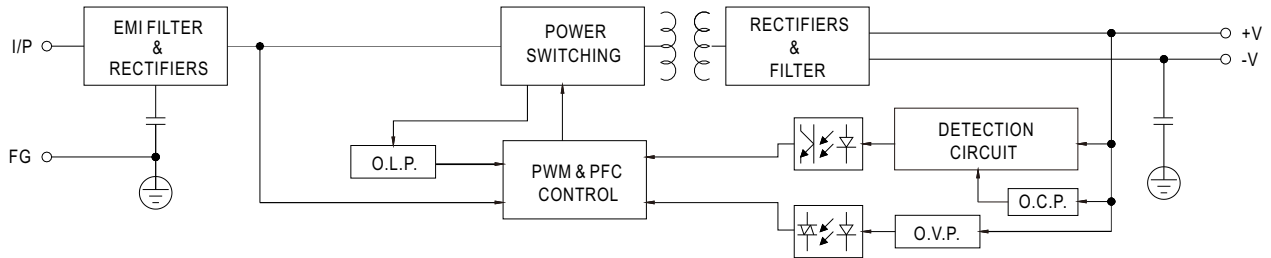 I/P
EMI FILTER
&
RECTIFIERS
POWER
SWITCHING
RECTIFIERS
&
FILTER
+V
-V
FG
O.L.P.
PWM & PFC
CONTROL
DETECTION
CIRCUIT
O.C.P.
O.V.P.